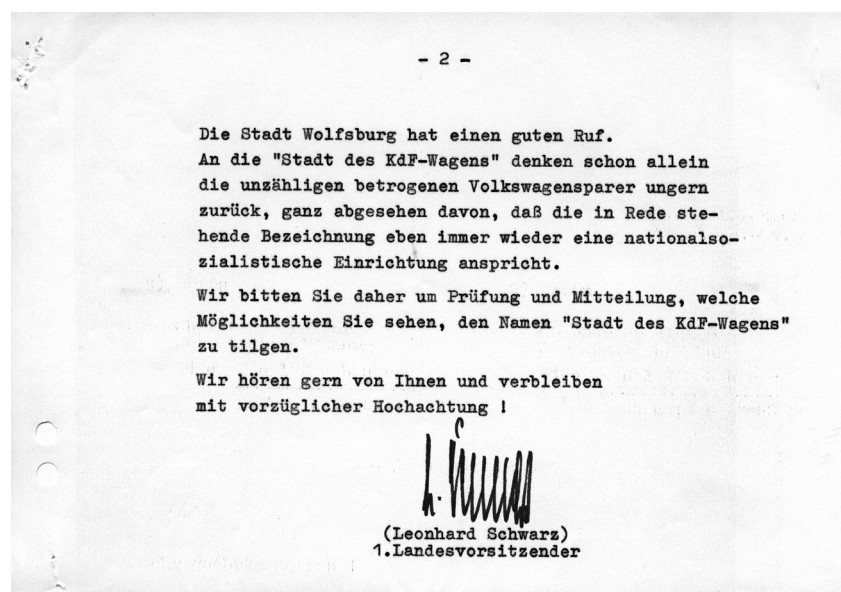 - 2 -
Die Stadt Wolfsburg hat einen guten Ruf.
An die "Stadt des KdF-Wagens" denken schon allein
die unzähligen betrogenen Volkswagensparer ungern
zurück, ganz abgesehen davon, daß die in Rede ste-
hende Bezeichnung eben immer wieder eine nationalso-
zialistische Einrichtung anspricht.
Wir bitten Sie daher um Prüfung und Mitteilung, welche
Möglichkeiten Sie sehen, den Namen "Stadt des KdF-Wagens"
zu tilgen.
Wir hören gern von Ihnen und verbleiben
mit vorzüglicher Hochachtung !
(Leonhard Schwarz)
1.Landesvorsitzender